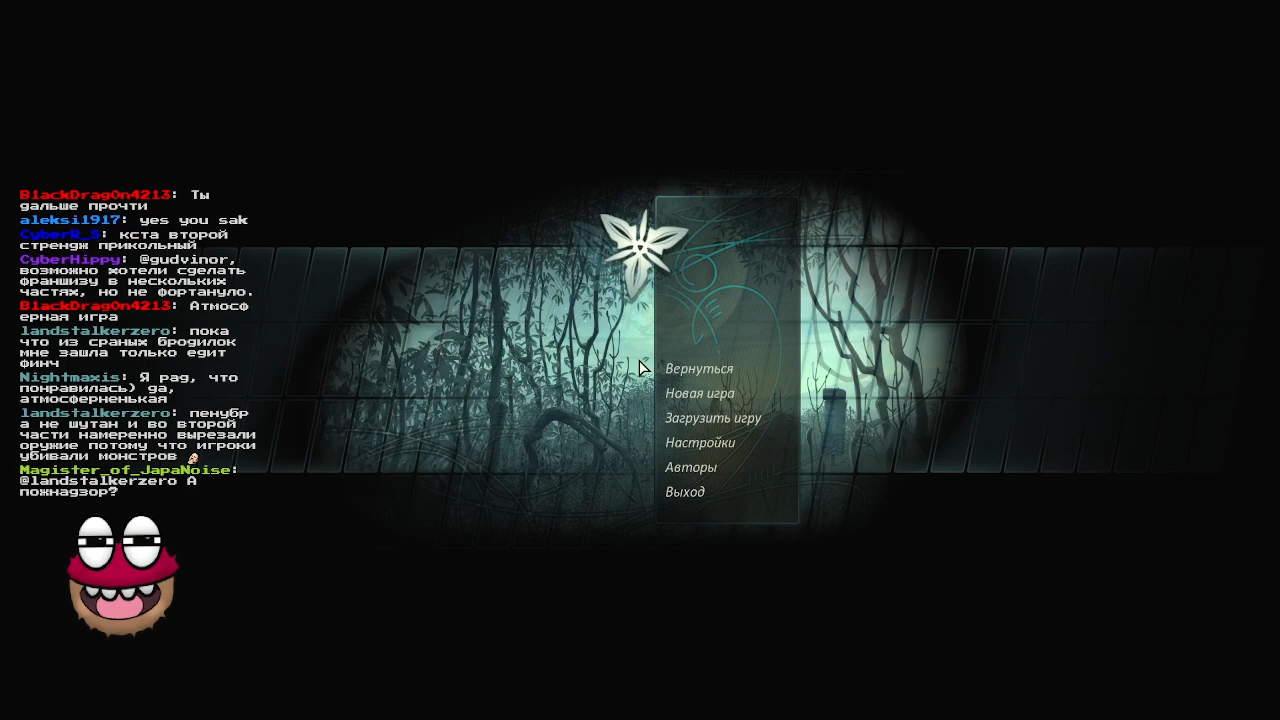 BlackDrag0n4213: Ты
дальше прочти
aleksi1917: yes you sak
CyberR_S: кста второй
стрендж прикольный
CyberHippy: @gudvinor,
возможно хотели сделать
франшизу в нескольких
частях, но не фортануло.
BlackDrag0n4213: Атмосф
ерная игра
landstalkerzero: пока
что из сраных бродилок
мне зашла только едит
финч
Nightmaxis: Я рад, что
понравилась) да,
атмосферненькая
landstalkerzero: пенубр
а не шутан и во второй
части намеренно вырезали
оружие потому что игроки
убивали монстров
Magister_of_JapaNoise:
@landstalkerzero А
пожнадзор?
Вернуться
Новая игра
Загрузить игру
Настройки
Авторы
Выход